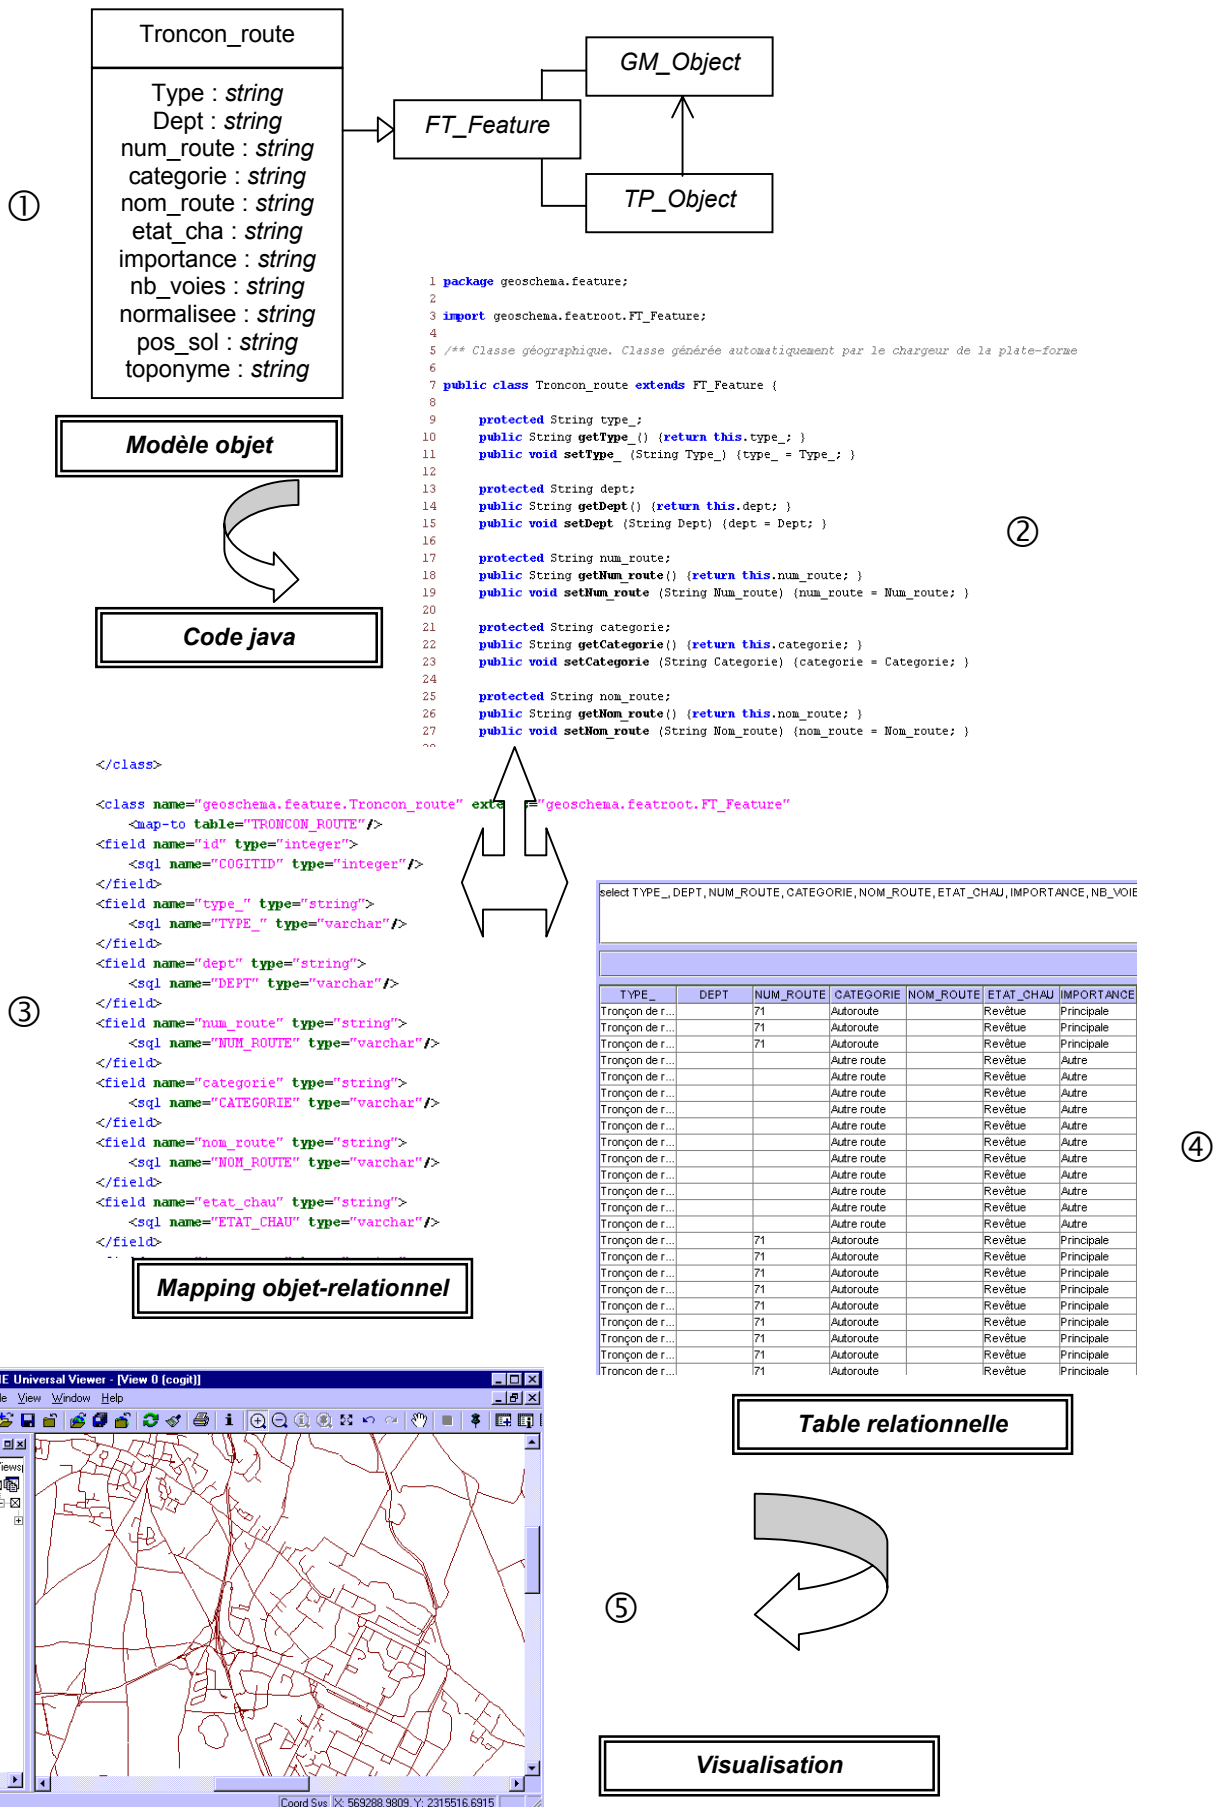 Troncon_route
Type : string
Dept : string
num_route : string
categorie : string
nom_route : string
etat_cha : string
importance : string
nb_voies : string
normalisee : string
pos_sol : string
toponyme : string
FT_Feature
GM_Object
TP_Object
①
Modèle objet
Code java
1 package geoschema.feature;
2
3 import geoschema.featroot.FT_Feature;
4
5 /** Classe géographique. Classe générée automatiquement par le chargeur de la plate-forme
6
7 public class Troncon_route extends FT_Feature {
8
9 protected String type_;
10 public String getType_() {return this.type_; }
11 public void setType_ (String Type_) {type_ = Type_; }
12
13 protected String dept;
14 public String getDept() {return this.dept; }
15 public void setDept (String Dept) {dept = Dept; }
16
17 protected String num_route;
18 public String getNum_route() {return this.num_route; }
19 public void setNum_route (String Num_route) {num_route = Num_route; }
20
21 protected String categorie;
22 public String getCategorie() {return this.categorie; }
23 public void setCategorie (String Categorie) {categorie = Categorie; }
24
25 protected String nom_route;
26 public String getNom_route() {return this.nom_route; }
27 public void setNom_route (String Nom_route) {nom_route = Nom_route; }
②
</class>
<class name="geoschema.feature.Troncon_route" exte ="geoschema.featroot.FT_Feature"
<map-to table="TRONCON_ROUTE"/>
<field name="id" type="integer">
<sql name="COGITID" type="integer"/>
</field>
<field name="type_" type="string">
<sql name="TYPE_" type="varchar"/>
</field>
<field name="dept" type="string">
<sql name="DEPT" type="varchar"/>
</field>
<field name="num_route" type="string">
<sql name="NUM_ROUTE" type="varchar"/>
</field>
<field name="categorie" type="string">
<sql name="CATEGORIE" type="varchar"/>
</field>
<field name="nom_route" type="string">
<sql name="NOM_ROUTE" type="varchar"/>
</field>
<field name="etat_chau" type="string">
<sql name="ETAT_CHAU" type="varchar"/>
</field>
③
Mapping objet-relationnel
select TYPE_, DEPT, NUM_ROUTE, CATEGORIE, NOM_ROUTE, ETAT_CHAU, IMPORTANCE, NB_VOIE
TYPE_ DEPT NUM_ROUTE CATEGORIE NOM_ROUTE ETAT_CHAU IMPORTANCE
Tronçon de r... 71 Autoroute Revêtue Principale
Tronçon de r... 71 Autoroute Revêtue Principale
Tronçon de r... 71 Autoroute Revêtue Principale
Tronçon de r... Autre route Revêtue Autre
Tronçon de r... Autre route Revêtue Autre
Tronçon de r... Autre route Revêtue Autre
Tronçon de r... Autre route Revêtue Autre
Tronçon de r... Autre route Revêtue Autre
Tronçon de r... Autre route Revêtue Autre
Tronçon de r... Autre route Revêtue Autre
Tronçon de r... Autre route Revêtue Autre
Tronçon de r... Autre route Revêtue Autre
Tronçon de r... Autre route Revêtue Autre
Tronçon de r... Autre route Revêtue Autre
Tronçon de r... 71 Autoroute Revêtue Principale
Tronçon de r... 71 Autoroute Revêtue Principale
Tronçon de r... 71 Autoroute Revêtue Principale
Tronçon de r... 71 Autoroute Revêtue Principale
Tronçon de r... 71 Autoroute Revêtue Principale
Tronçon de r... 71 Autoroute Revêtue Principale
Tronçon de r... 71 Autoroute Revêtue Principale
Tronçon de r... 71 Autoroute Revêtue Principale
Tronçon de r... 71 Autoroute Revêtue Principale
④
Table relationnelle
IE Universal Viewer - [View 0 (cogit)]
le View Window Help
iews
Coord Sys X: 569288.9809, Y: 2315516.6915
⑤
Visualisation